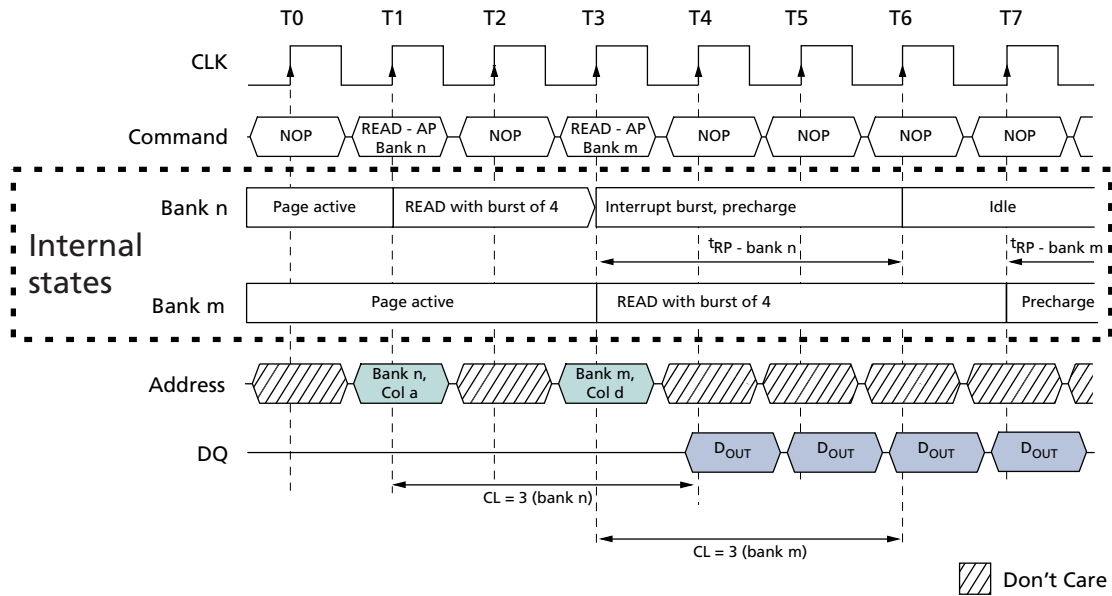 T0 T1 T2 T3 T4 T5 T6 T7
CLK
Command NOP READ - AP Bank n NOP READ - AP Bank m NOP NOP NOP NOP
Bank n Page active READ with burst of 4 Interrupt burst, precharge Idle
Internal states
tRP - bank n tRP - bank m
Bank m Page active READ with burst of 4 Precharge
Address Bank n, Col a Bank m, Col d
DQ DOUT DOUT DOUT DOUT
CL = 3 (bank n)
CL = 3 (bank m)
Don't Care